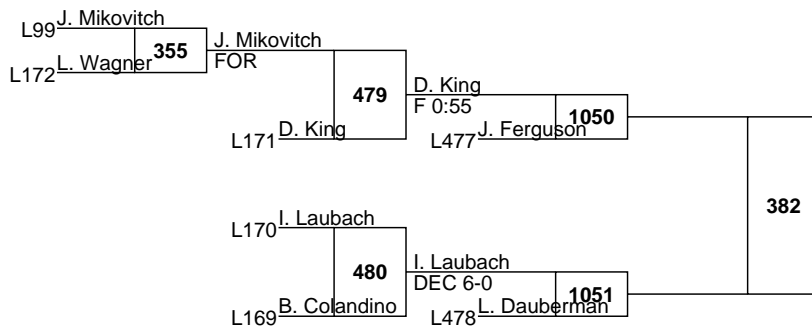 L99 J. Mikovitch
355
L172 L. Wagner
J. Mikovitch
FOR
479
L171 D. King
D. King
F 0:55
1050
L477 J. Ferguson
382
L170 I. Laubach
480
L169 B. Colandino
I. Laubach
DEC 6-0
1051
L478 L. Dauberman